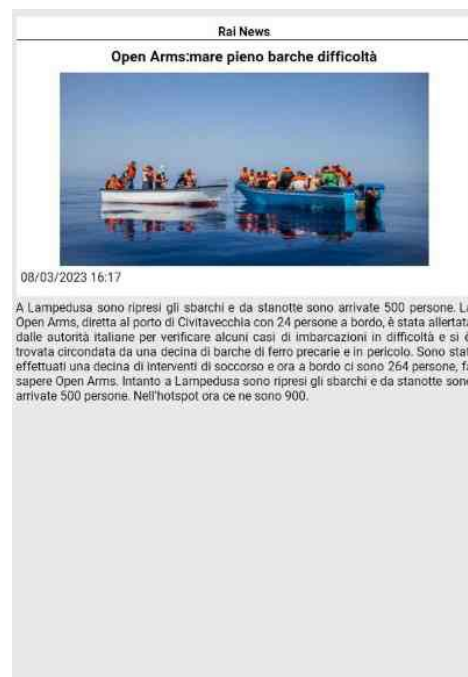 Rai News
Open Arms:mare pieno barche difficoltà
08/03/2023 16:17
A Lampedusa sono ripresi gli sbarchi e da stanotte sono arrivate 500 persone. La
Open Arms, diretta al porto di Civitavecchia con 24 persone a bordo, è stata allertata
dalle autorità italiane per verificare alcuni casi di imbarcazioni in difficoltà e si è
trovata circondata da una decina di barche di ferro precarie e in pericolo. Sono stat
effettuati una decina di interventi di soccorso e ora a bordo ci sono 264 persone, fa
sapere Open Arms. Intanto a Lampedusa sono ripresi gli sbarchi e da stanotte sono
arrivate 500 persone. Nell'hotspot ora ce ne sono 900.